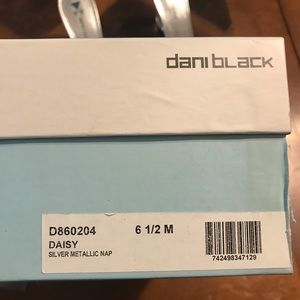 dani black
D860204 6 1/2 M
DAISY
SILVER METALLIC NAP
742498347129